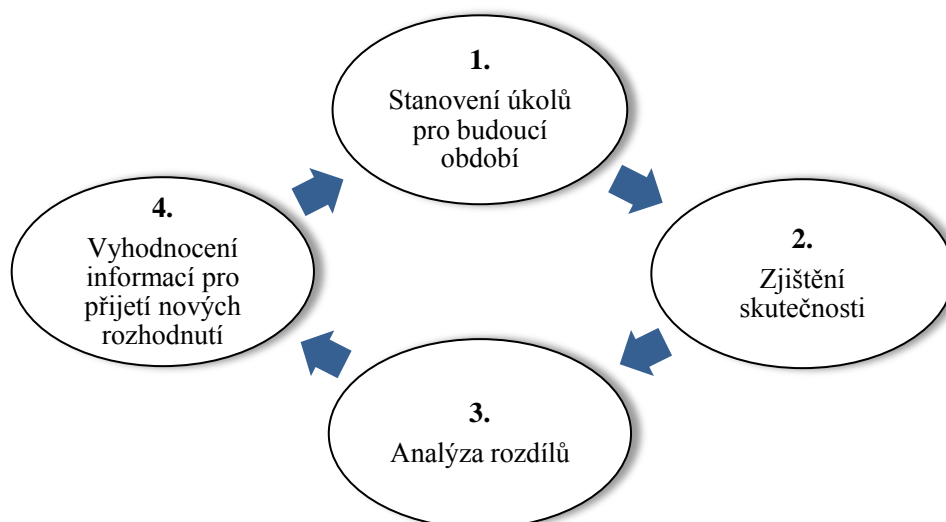 1.
Stanovení úkolů
pro budoucí
období
2.
Zjištění
skutečnosti
3.
Analýza rozdílů
4.
Vyhodnocení
informací pro
přijetí nových
rozhodnutí